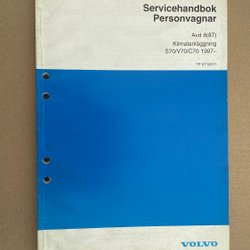 Servicehandbok
Personvagnar
Avd 8(87)
Klimatanläggning
S70/V70/C70 1997–
VOLVO